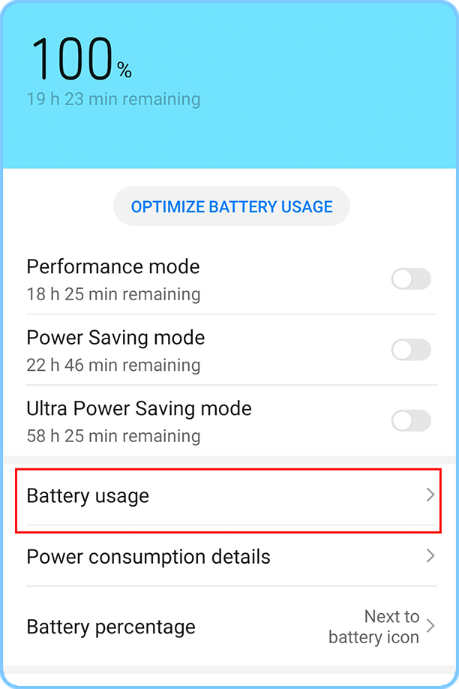 100%
19 h 23 min remaining
OPTIMIZE BATTERY USAGE
Performance mode
18 h 25 min remaining
Power Saving mode
22 h 46 min remaining
Ultra Power Saving mode
58 h 25 min remaining
Battery usage
Power consumption details
Battery percentage
Next to
battery icon